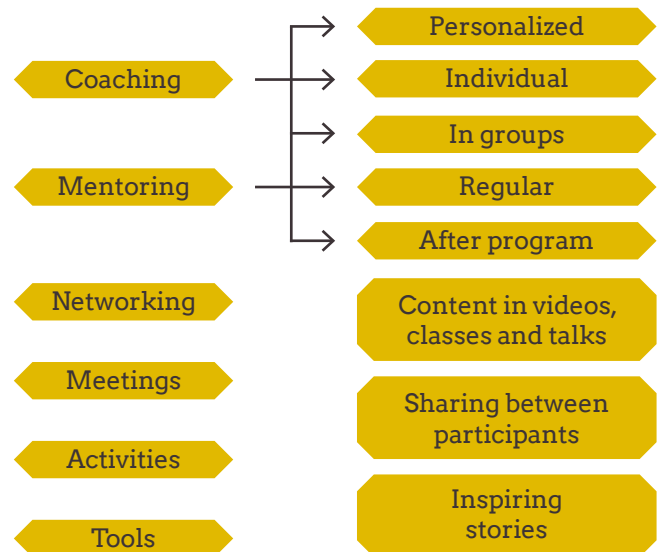 Coaching
Mentoring
Networking
Meetings
Activities
Tools
Personalized
Individual
In groups
Regular
After program
Content in videos,
classes and talks
Sharing between
participants
Inspiring
stories